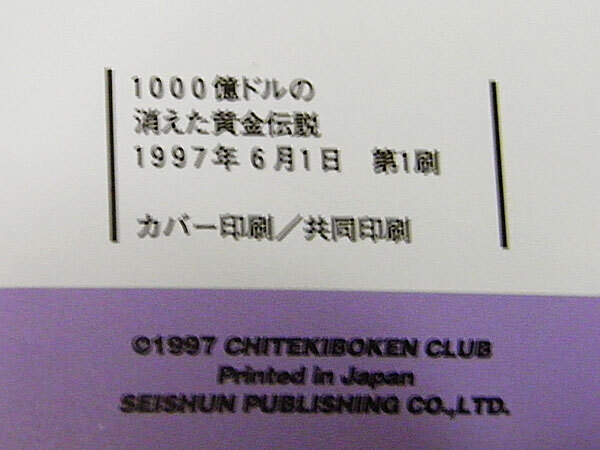 1000億ドルの
消えた黄金伝説
1997年6月1日　第1刷
カバー印刷／共同印刷
©1997 CHITEKIBOKEN CLUB
Printed in Japan
SEISHUN PUBLISHING CO.,LTD.